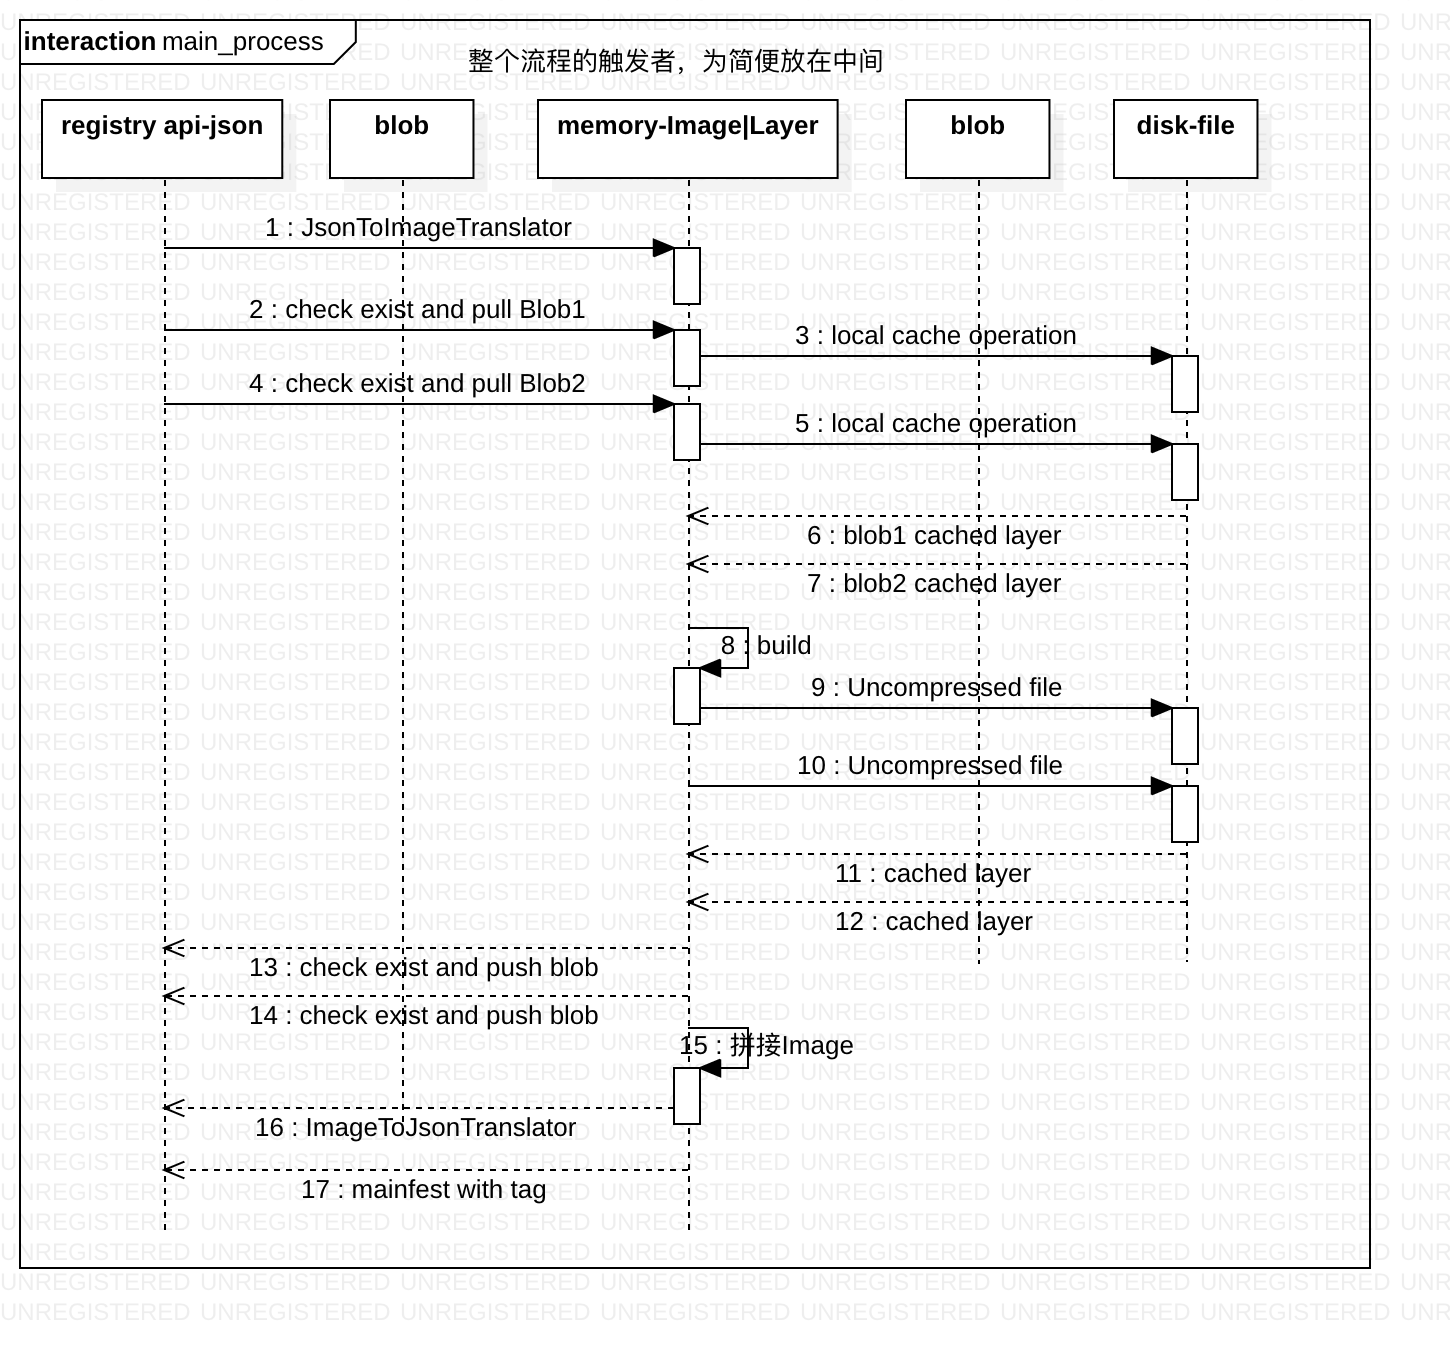 interaction main_process
整个流程的触发者，为简便放在中间
registry api-json
blob
memory-Image|Layer
blob
disk-file
1 : JsonToImageTranslator
2 : check exist and pull Blob1
3 : local cache operation
4 : check exist and pull Blob2
5 : local cache operation
6 : blob1 cached layer
7 : blob2 cached layer
8 : build
9 : Uncompressed file
10 : Uncompressed file
11 : cached layer
12 : cached layer
13 : check exist and push blob
14 : check exist and push blob
15 : 拼接Image
16 : ImageToJsonTranslator
17 : mainfest with tag
UNREGISTERED